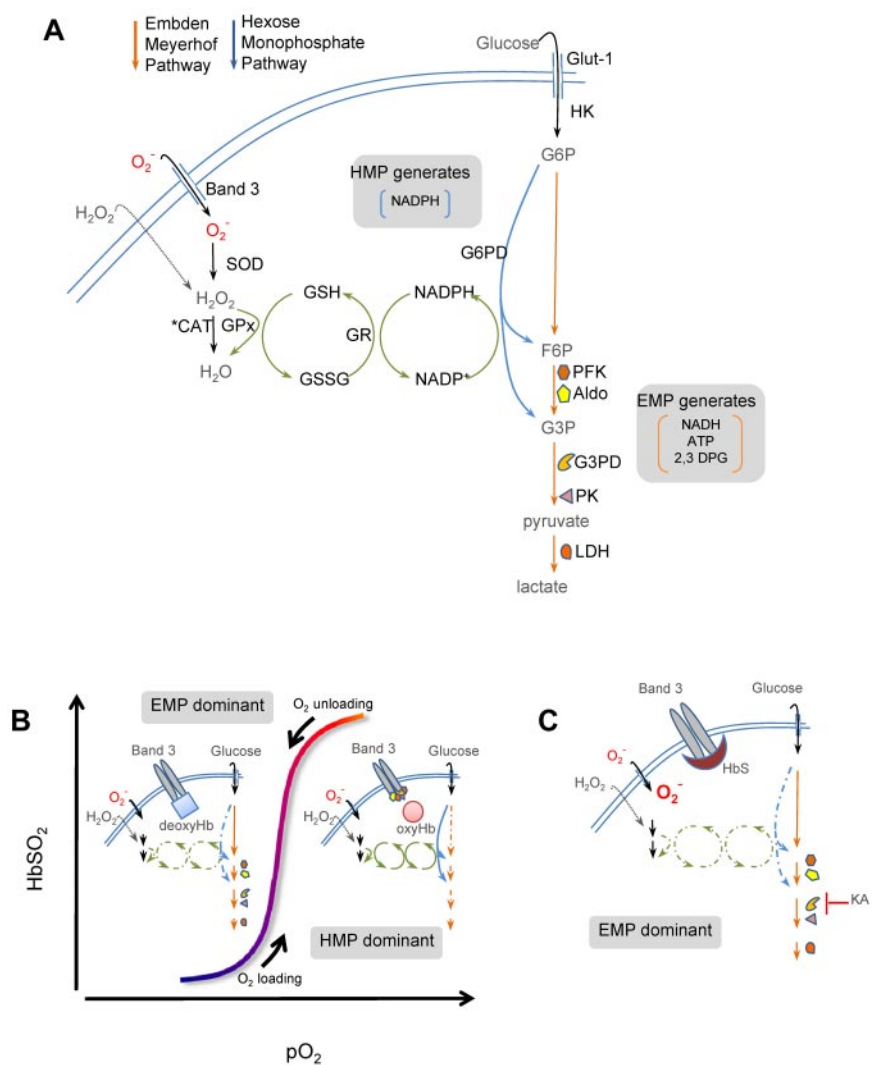 A
Embden
Meyerhof
Pathway
Hexose
Monophosphate
Pathway
Glucose
Glut-1
HK
G6P
O2-
Band 3
H2O2
O2-
SOD
H2O2
*CAT
GPx
H2O
GSH
GSSG
GR
NADPH
NADP+
HMP generates
NADPH
G6PD
F6P
PFK
Aldo
G3P
G3PD
PK
pyruvate
LDH
lactate
EMP generates
NADH
ATP
2,3 DPG
B
HbSO2
pO2
EMP dominant
O2 unloading
Band 3
Glucose
O2-
H2O2
deoxyHb
Band 3
Glucose
O2-
H2O2
oxyHb
HMP dominant
O2 loading
C
Band 3
Glucose
HbS
O2-
H2O2
O2-
KA
EMP dominant